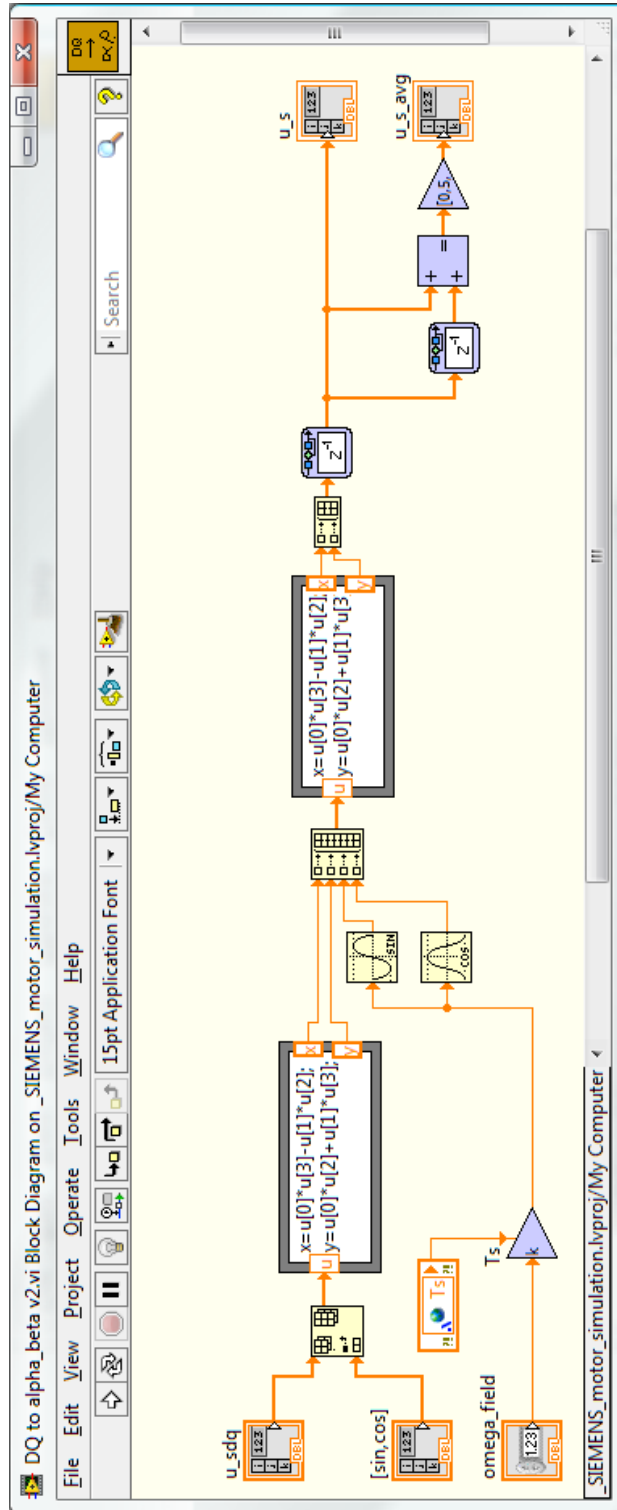 DQ to alpha_beta v2.vi Block Diagram on _SIEMENS_motor_simulation.lvproj/My Computer
File Edit View Project Operate Tools Window Help
15pt Application Font
Search
DQ
u_sdq
123
DBL
[sin,cos]
123
DBL
omega_field
1.23
DBL
u
x=u[0]*u[3]-u[1]*u[2];
y=u[0]*u[2]+u[1]*u[3];
x
y
Ts
Ts
k
SIN
COS
u
x=u[0]*u[3]-u[1]*u[2];
y=u[0]*u[2]+u[1]*u[3
x
y
z-1
z-1
+
+
=
[0,5,
u_s
123
i
j
k
DBL
u_s_avg
123
i
j
k
DBL
_SIEMENS_motor_simulation.lvproj/My Computer